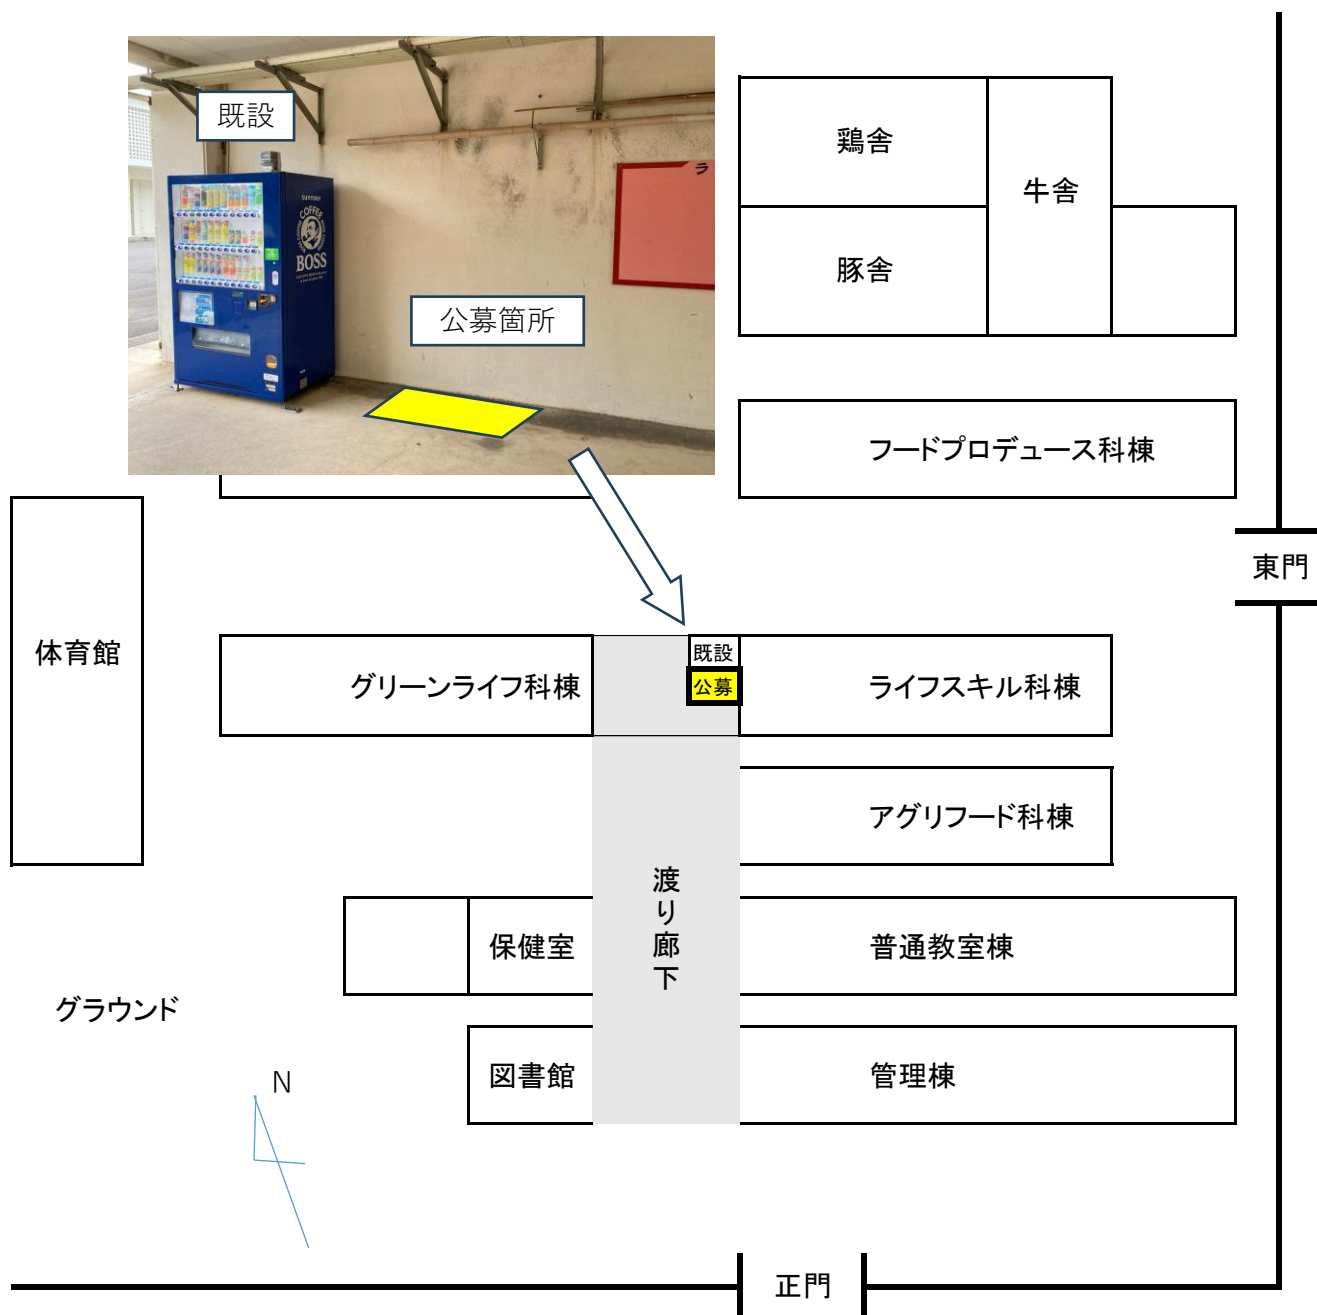 既設
ラ
SUNTORY
COFFEE
BOSS
公募箇所
鶏舎
牛舎
豚舎
フードプロデュース科棟
東門
体育館
グリーンライフ科棟
既設
公募
ライフスキル科棟
アグリフード科棟
渡り廊下
保健室
普通教室棟
グラウンド
図書館
管理棟
N
正門